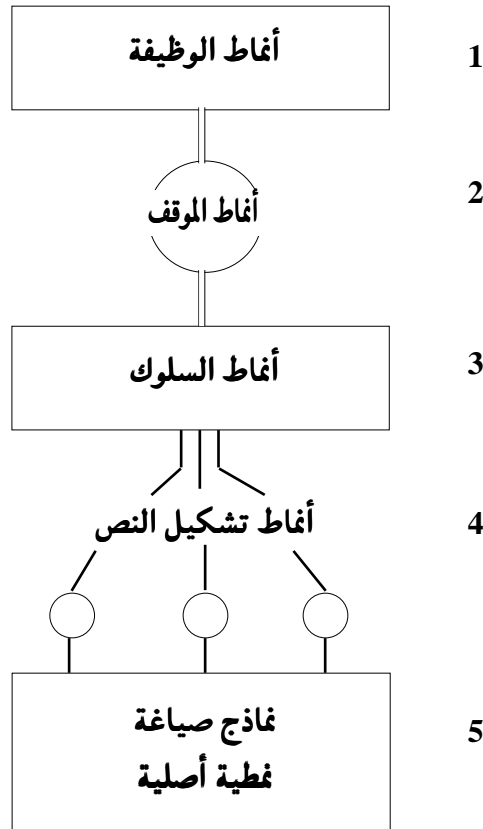 أنماط الوظيفة
1
أنماط الموقف
2
أنماط السلوك
3
أنماط تشكيل النص
4
نماذج صياغة
نمطية أصلية
5